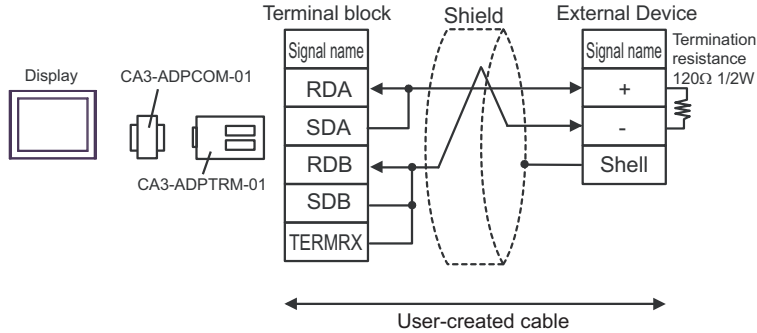 Terminal block
Shield
External Device
Display
CA3-ADPCOM-01
CA3-ADPTRM-01
Signal name
RDA
SDA
RDB
SDB
TERMRX
Signal name
+
-
Shell
Termination
resistance
120Ω 1/2W
User-created cable